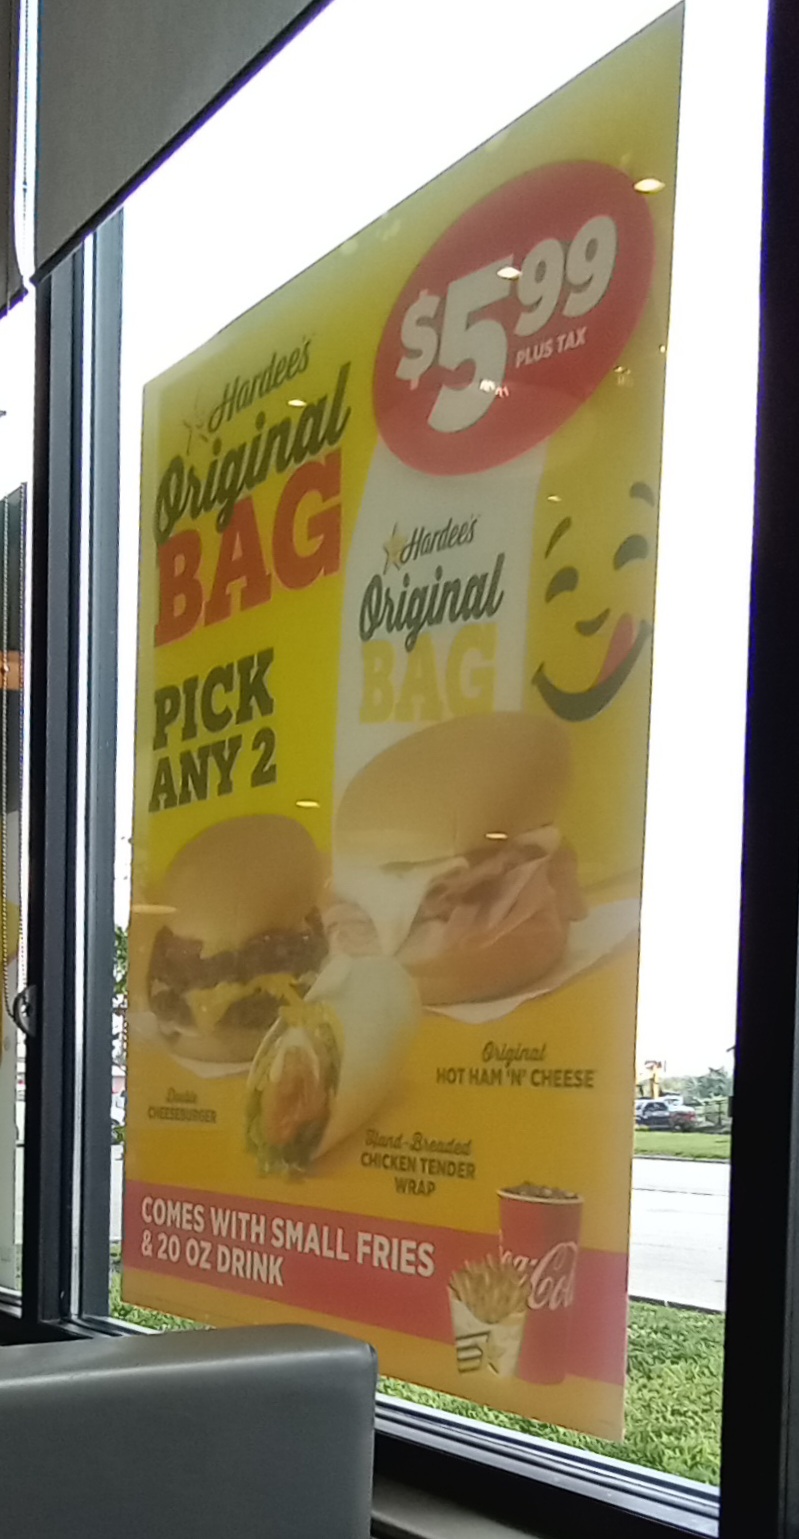 $5.99
PLUS TAX
Hardee's
Original
BAG
PICK
ANY 2
Hardee's
Original
BAG
Original
HOT HAM 'N' CHEESE
Double
CHEESEBURGER
Hand-Breaded
CHICKEN TENDER
WRAP
COMES WITH SMALL FRIES
& 20 OZ DRINK
Coca-Cola